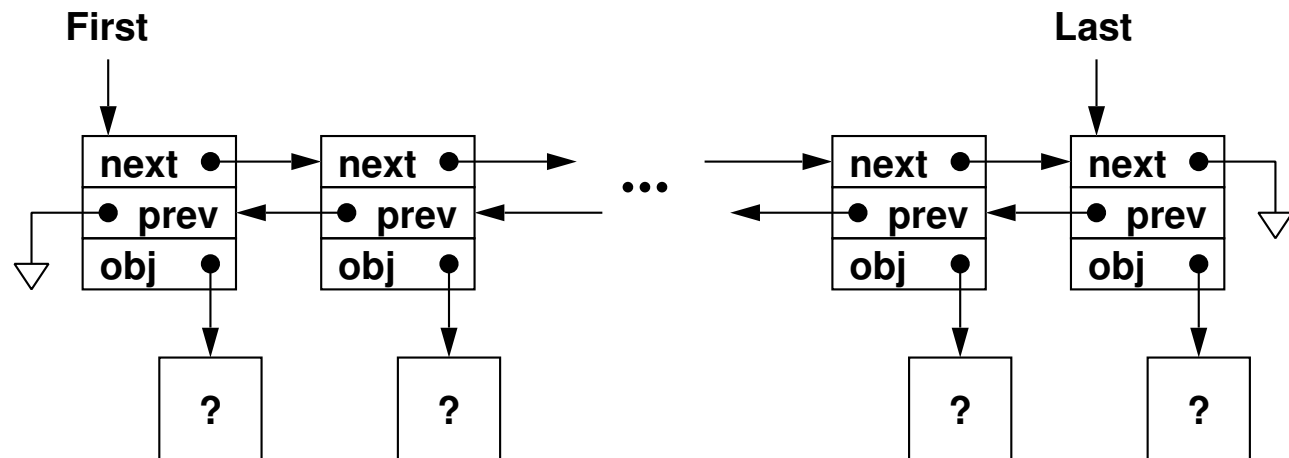 First Last
next next ... next next
prev prev prev prev
obj obj obj obj
? ? ? ?